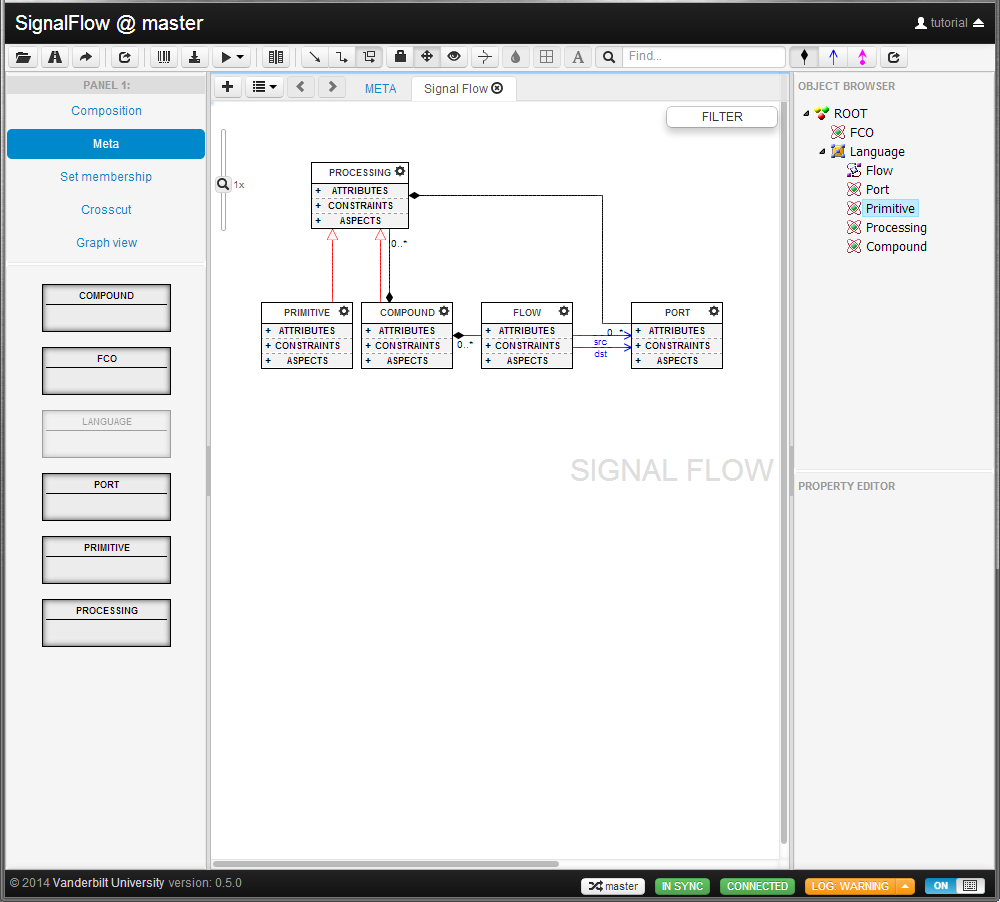 SignalFlow @ master
tutorial
Find...
PANEL 1:
Composition
Meta
Set membership
Crosscut
Graph view
COMPOUND
FCO
LANGUAGE
PORT
PRIMITIVE
PROCESSING
META
Signal Flow
FILTER
1x
PROCESSING
+ ATTRIBUTES
+ CONSTRAINTS
+ ASPECTS
0..*
PRIMITIVE
+ ATTRIBUTES
+ CONSTRAINTS
+ ASPECTS
COMPOUND
+ ATTRIBUTES
+ CONSTRAINTS
+ ASPECTS
0..*
FLOW
+ ATTRIBUTES
+ CONSTRAINTS
+ ASPECTS
src
dst
0..*
PORT
+ ATTRIBUTES
+ CONSTRAINTS
+ ASPECTS
SIGNAL FLOW
OBJECT BROWSER
ROOT
FCO
Language
Flow
Port
Primitive
Processing
Compound
PROPERTY EDITOR
© 2014 Vanderbilt University version: 0.5.0
master
IN SYNC
CONNECTED
LOG: WARNING
ON